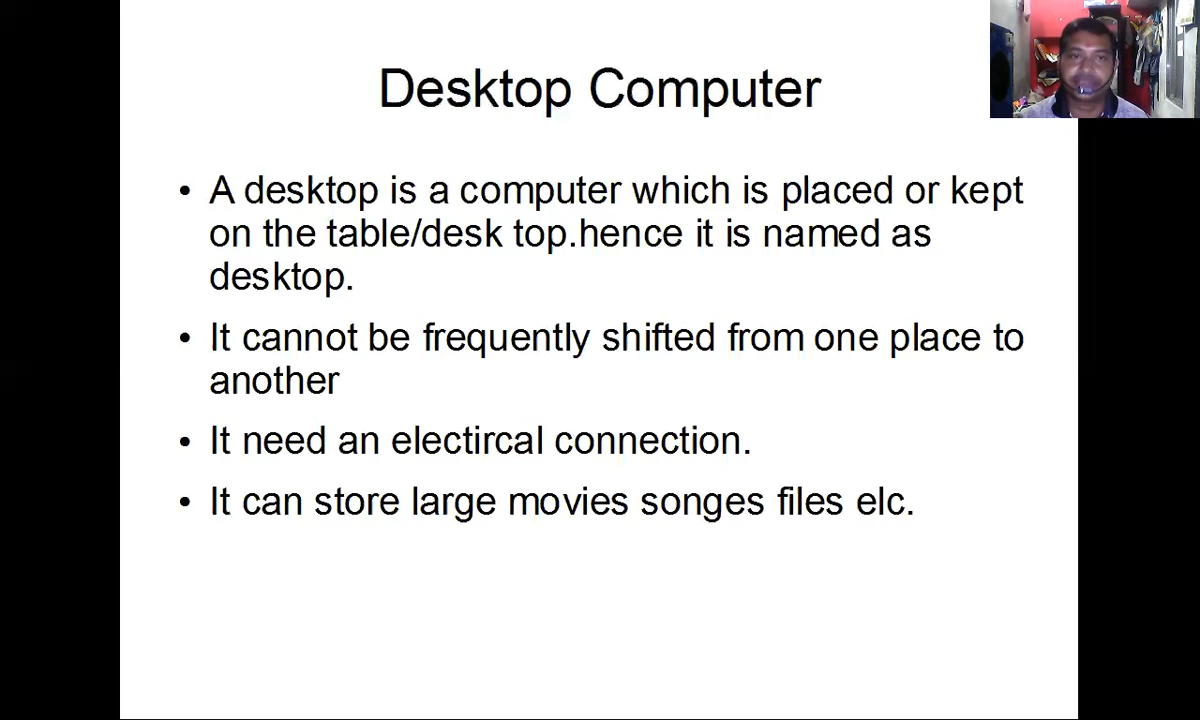 Desktop Computer
• A desktop is a computer which is placed or kept
on the table/desk top.hence it is named as
desktop.
• It cannot be frequently shifted from one place to
another
• It need an electircal connection.
• It can store large movies songes files elc.